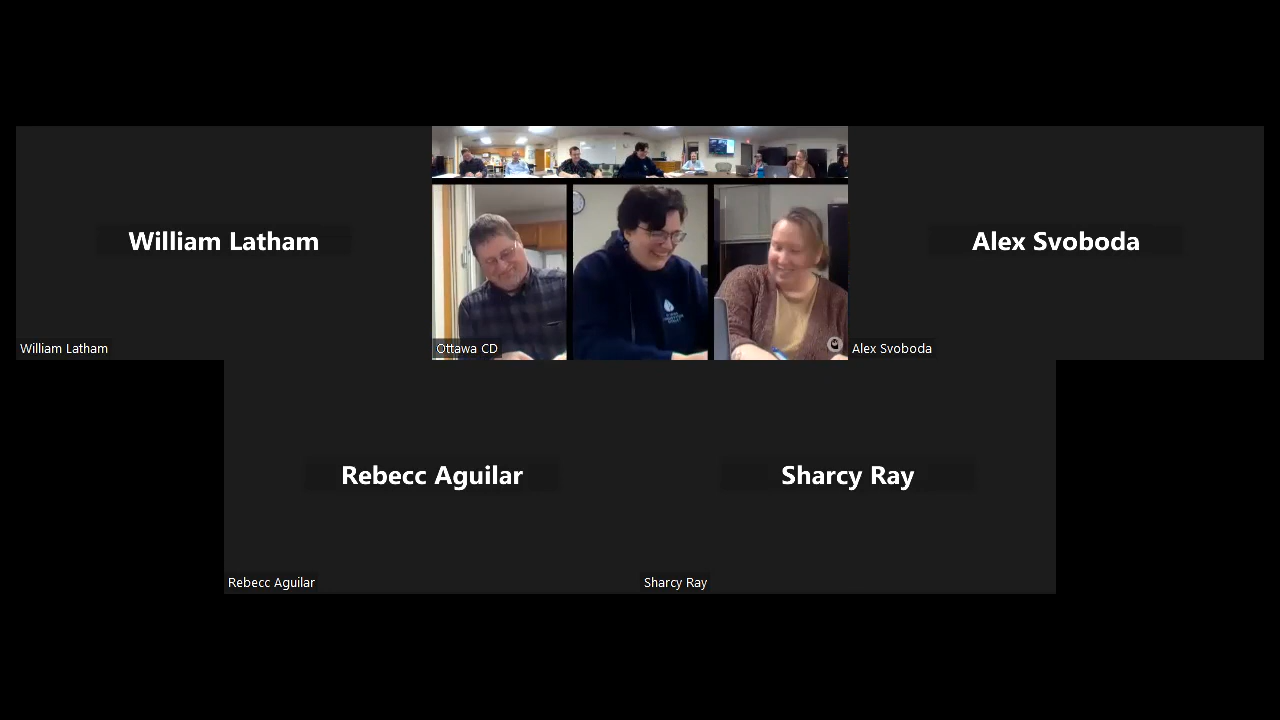 William Latham
Alex Svoboda
William Latham
Ottawa CD
Alex Svoboda
Rebecc Aguilar
Sharcy Ray
Rebecc Aguilar
Sharcy Ray